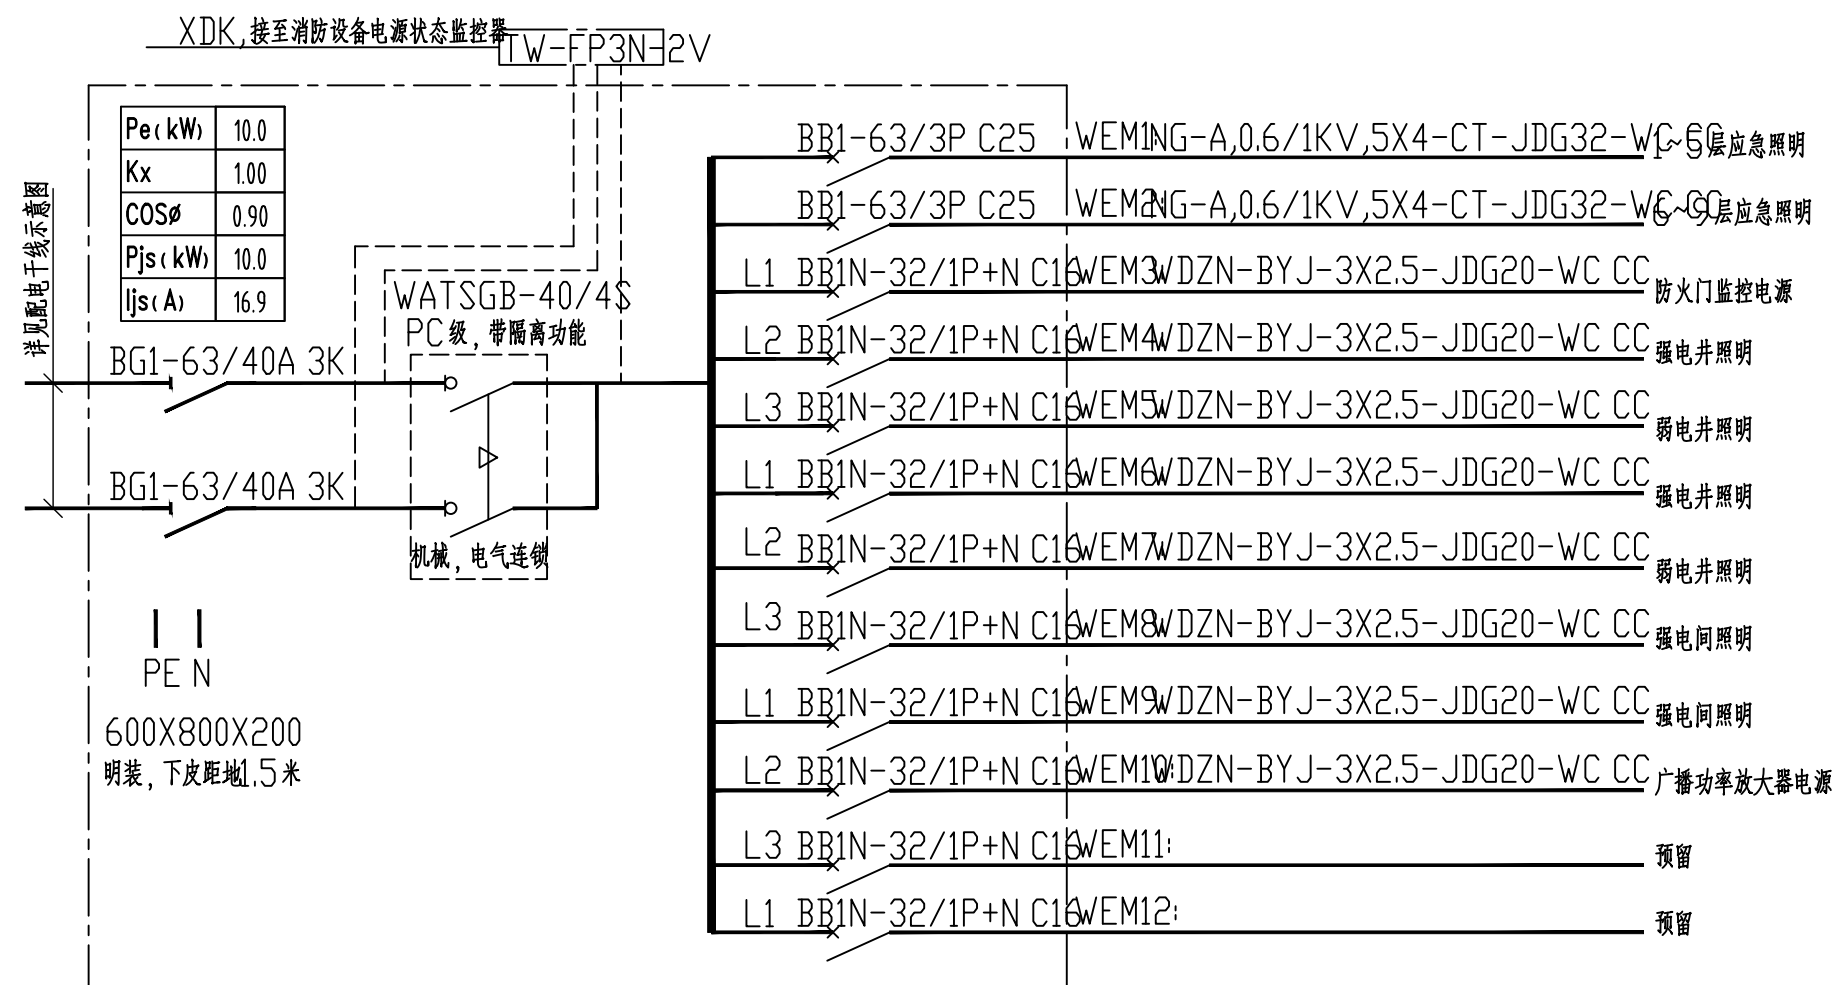 XDK,接至消防设备电源状态监控器
TW-FP3N-2V
Pe(kW) 10.0
Kx 1.00
COSø 0.90
Pjs(kW) 10.0
Ijs(A) 16.9
详见配电干线示意图
BG1-63/40A 3K
BG1-63/40A 3K
WATSGB-40/4S
PC级,带隔离功能
机械,电气连锁
PE N
600X800X200
明装,下皮距地1.5米
BB1-63/3P C25 WEM1: NG-A,0.6/1KV,5X4-CT-JDG32-WC CC 1~5层应急照明
BB1-63/3P C25 WEM2: NG-A,0.6/1KV,5X4-CT-JDG32-WC CC 6~9层应急照明
L1 BB1N-32/1P+N C16 WEM3: WDZN-BYJ-3X2.5-JDG20-WC CC 防火门监控电源
L2 BB1N-32/1P+N C16 WEM4: WDZN-BYJ-3X2.5-JDG20-WC CC 强电井照明
L3 BB1N-32/1P+N C16 WEM5: WDZN-BYJ-3X2.5-JDG20-WC CC 弱电井照明
L1 BB1N-32/1P+N C16 WEM6: WDZN-BYJ-3X2.5-JDG20-WC CC 强电井照明
L2 BB1N-32/1P+N C16 WEM7: WDZN-BYJ-3X2.5-JDG20-WC CC 弱电井照明
L3 BB1N-32/1P+N C16 WEM8: WDZN-BYJ-3X2.5-JDG20-WC CC 强电间照明
L1 BB1N-32/1P+N C16 WEM9: WDZN-BYJ-3X2.5-JDG20-WC CC 强电间照明
L2 BB1N-32/1P+N C16 WEM10: WDZN-BYJ-3X2.5-JDG20-WC CC 广播功率放大器电源
L3 BB1N-32/1P+N C16 WEM11: 预留
L1 BB1N-32/1P+N C16 WEM12: 预留